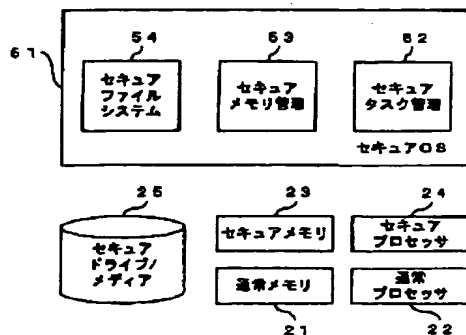 54
53
62
61
セキュア
ファイル
システム
セキュア
メモリ管理
セキュア
タスク管理
セキュアOS
25
23
24
セキュア
ドライブ/
メディア
セキュアメモリ
セキュア
プロセッサ
通常メモリ
通常
プロセッサ
21
22